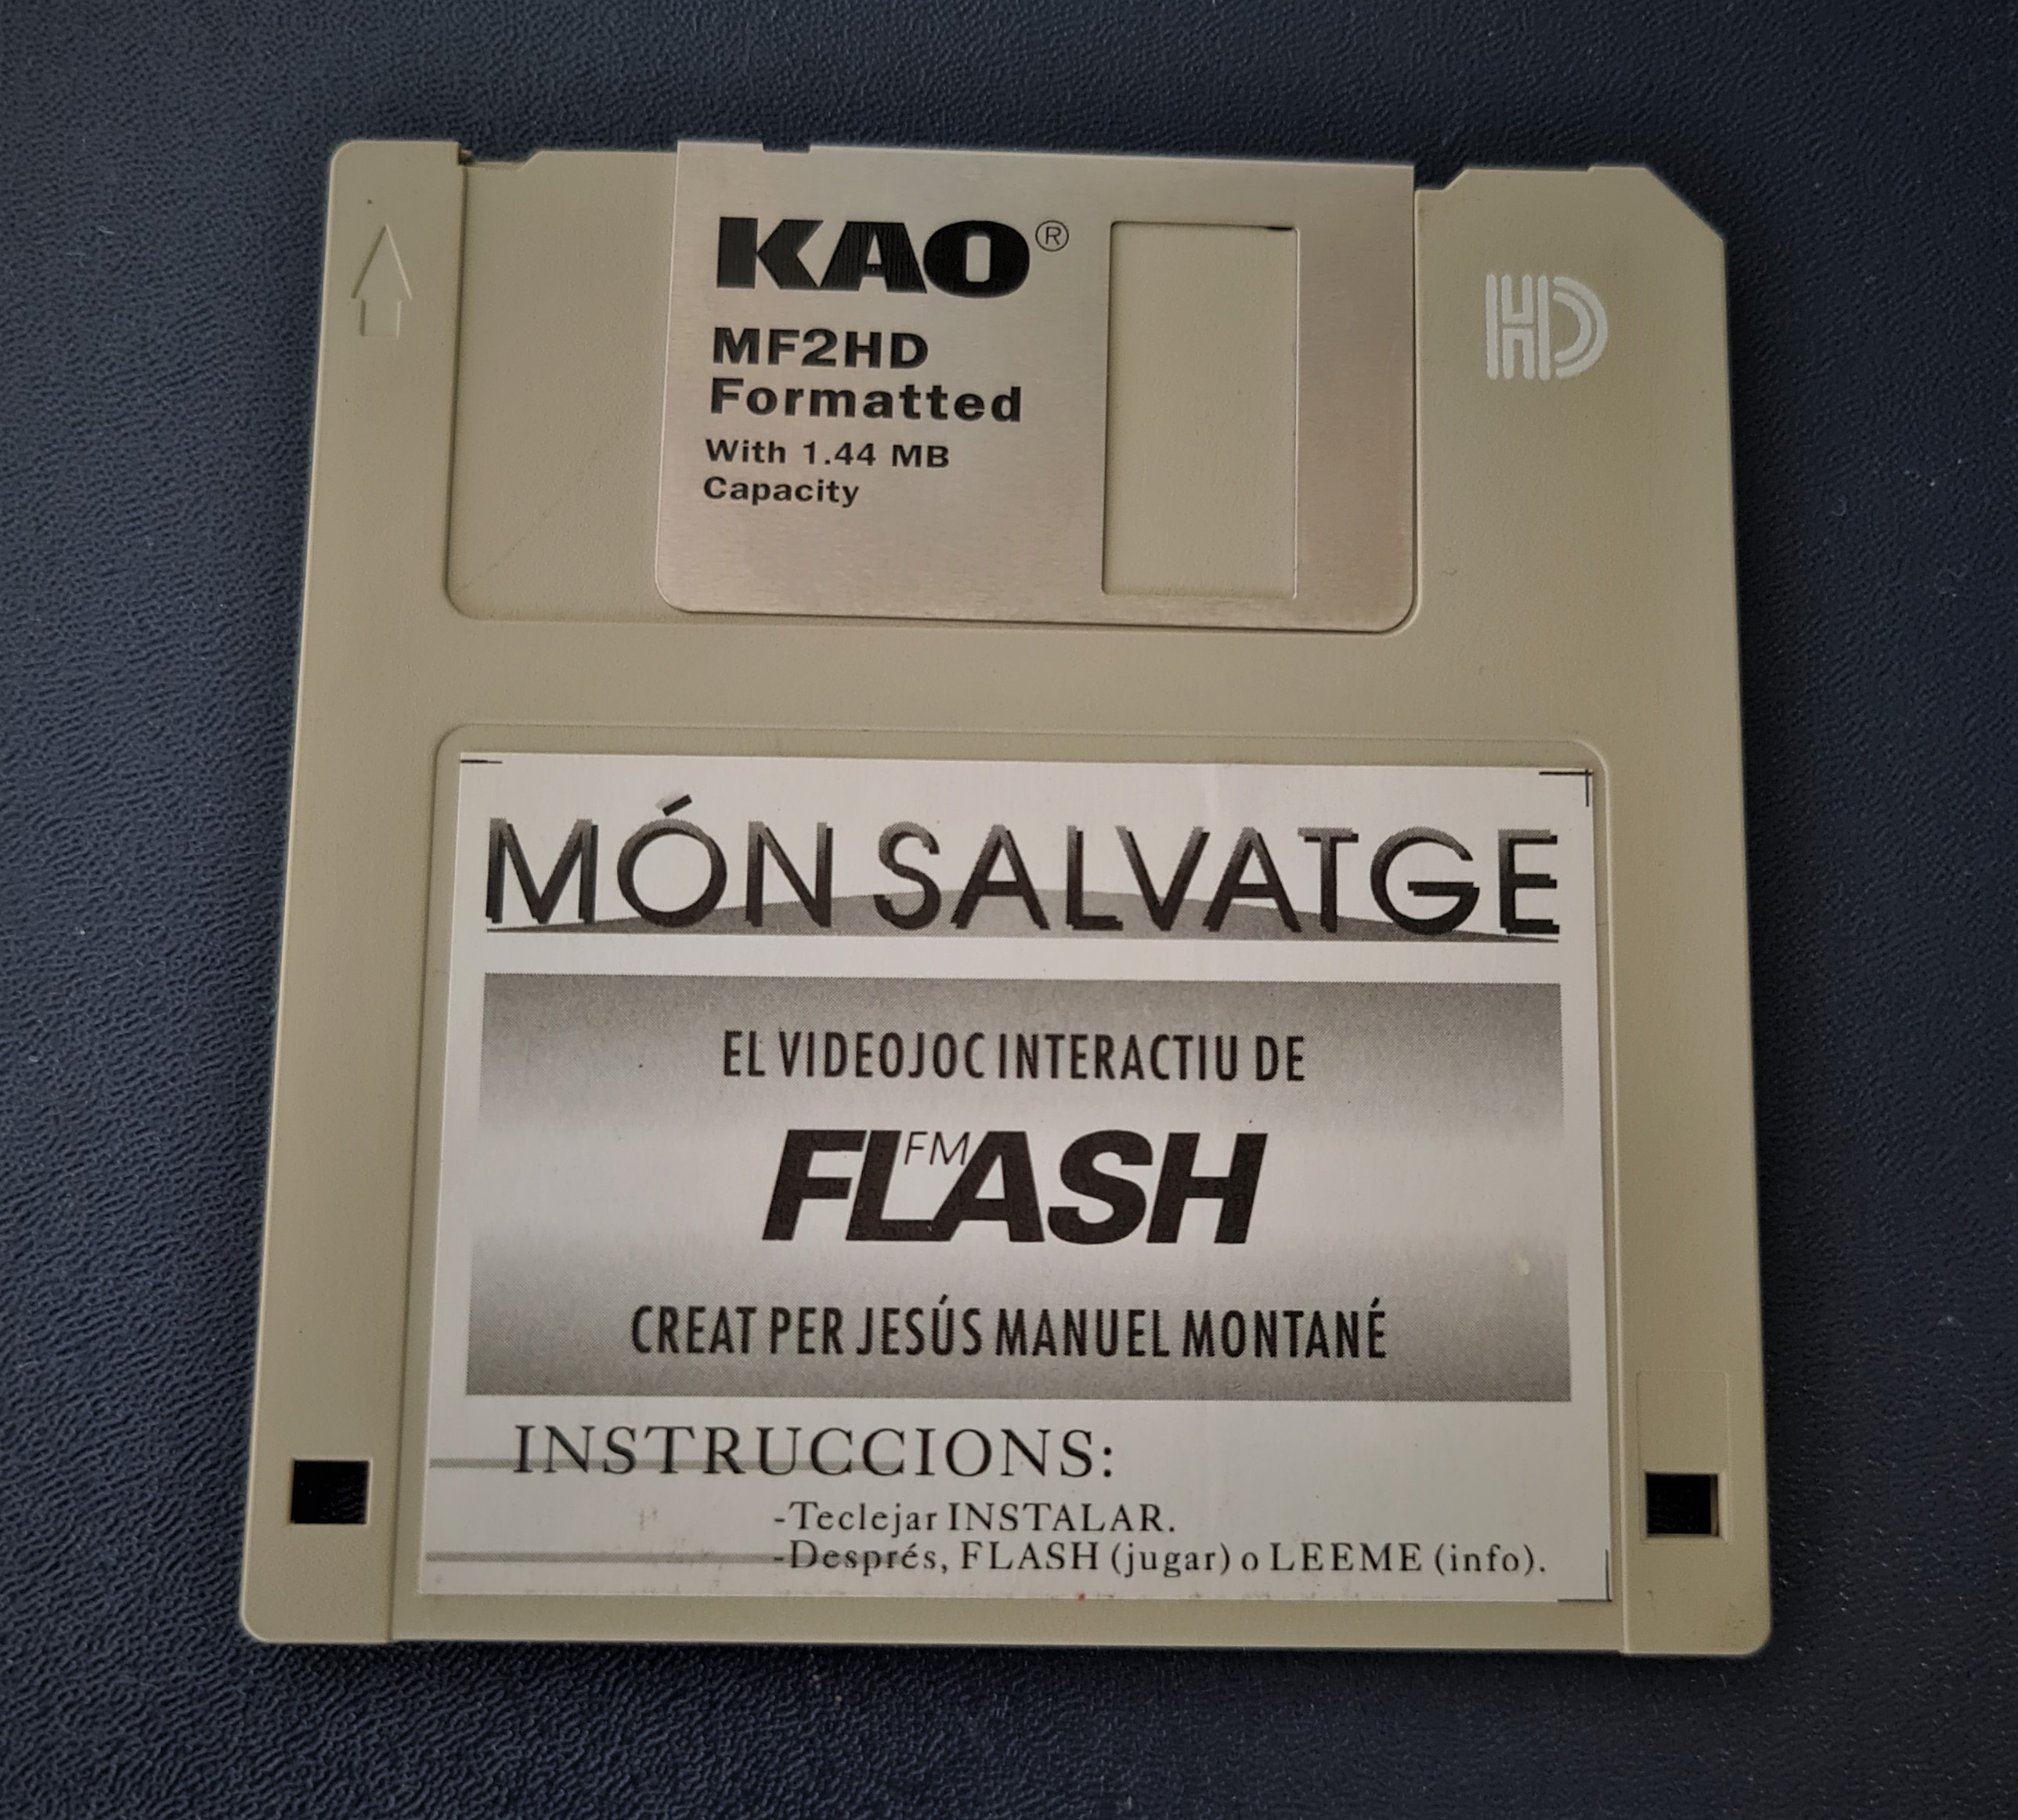 KAO®
MF2HD
Formatted
With 1.44 MB
Capacity
HD
MÓN SALVATGE
EL VIDEOJOC INTERACTIU DE
FLASH FM
CREAT PER JESÚS MANUEL MONTANÉ
INSTRUCCIONS:
-Teclejar INSTALAR.
-Després, FLASH (jugar) o LEEME (info).